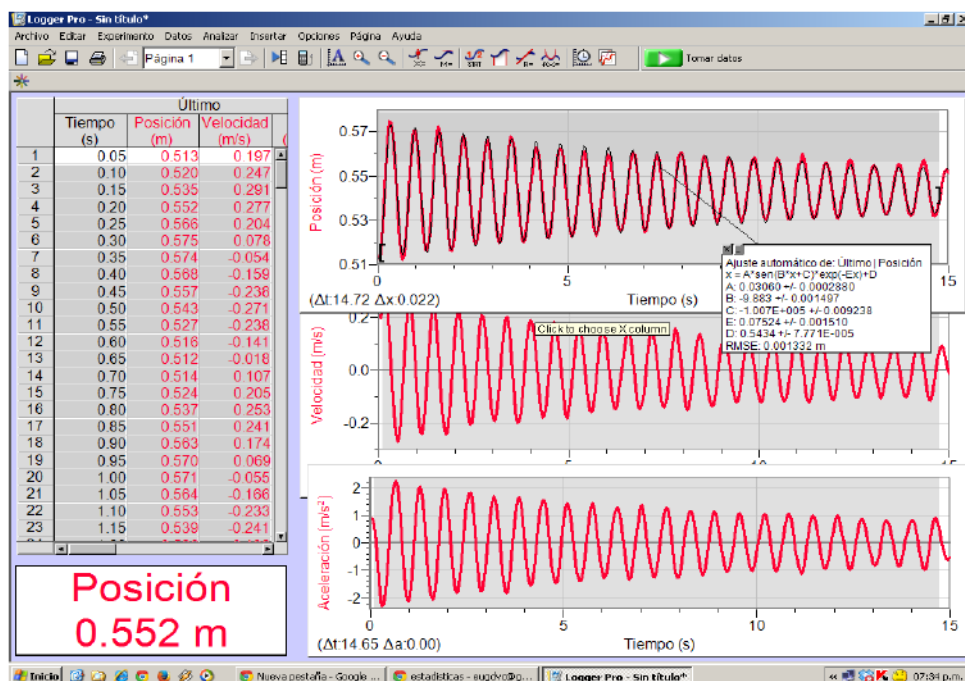 Logger Pro - Sin título*
Archivo Editar Experimento Datos Analizar Insertar Opciones Página Ayuda
Página 1
Tomar datos
Último
Tiempo (s) Posición (m) Velocidad (m/s)
1 0.05 0.513 0.197
2 0.10 0.520 0.247
3 0.15 0.535 0.291
4 0.20 0.552 0.277
5 0.25 0.566 0.204
6 0.30 0.575 0.078
7 0.35 0.574 -0.054
8 0.40 0.568 -0.159
9 0.45 0.557 -0.238
10 0.50 0.543 -0.271
11 0.55 0.527 -0.238
12 0.60 0.516 -0.141
13 0.65 0.512 -0.018
14 0.70 0.514 0.107
15 0.75 0.524 0.205
16 0.80 0.537 0.253
17 0.85 0.551 0.241
18 0.90 0.563 0.174
19 0.95 0.570 0.069
20 1.00 0.571 -0.055
21 1.05 0.564 -0.166
22 1.10 0.553 -0.233
23 1.15 0.539 -0.241
Posición
0.552 m
Posición (m)
0.57
0.55
0.53
0.51
0 5 15
(Δt:14.72 Δx:0.022)
Tiempo (s)
Ajuste automático de: Último | Posición
x = A*sen(B*x+C)*exp(-Ex)+D
A: 0.03060 +/- 0.0002880
B: -9.883 +/- 0.001497
C: -1.007E+005 +/-0.009238
E: 0.07524 +/- 0.001510
D: 0.5434 +/- 7.771E-005
RMSE: 0.001332 m
Click to choose X column
Velocidad (m/s)
0.2
0.0
-0.2
0 5 10 15
Aceleración (m/s²)
2
1
0
-1
-2
0 5 10 15
(Δt:14.65 Δa:0.00)
Tiempo (s)
Inicio
Nueva pestaña - Google ...
estadisticas - eugdvo@g...
Logger Pro - Sin título*
07:34 p.m.